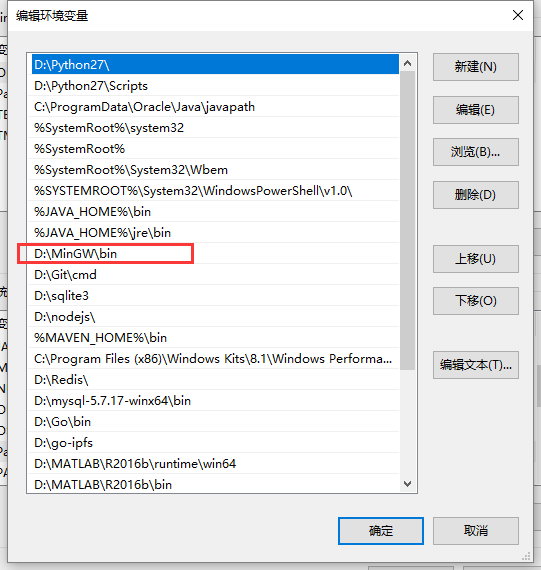 编辑环境变量
D:\Python27\
D:\Python27\Scripts
C:\ProgramData\Oracle\Java\javapath
%SystemRoot%\system32
%SystemRoot%
%SystemRoot%\System32\Wbem
%SYSTEMROOT%\System32\WindowsPowerShell\v1.0\
%JAVA_HOME%\bin
%JAVA_HOME%\jre\bin
D:\MinGW\bin
D:\Git\cmd
D:\sqlite3
D:\nodejs\
%MAVEN_HOME%\bin
C:\Program Files (x86)\Windows Kits\8.1\Windows Performa...
D:\Redis\
D:\mysql-5.7.17-winx64\bin
D:\Go\bin
D:\go-ipfs
D:\MATLAB\R2016b\runtime\win64
D:\MATLAB\R2016b\bin
新建(N)
编辑(E)
浏览(B)...
删除(D)
上移(U)
下移(O)
编辑文本(T)...
确定
取消